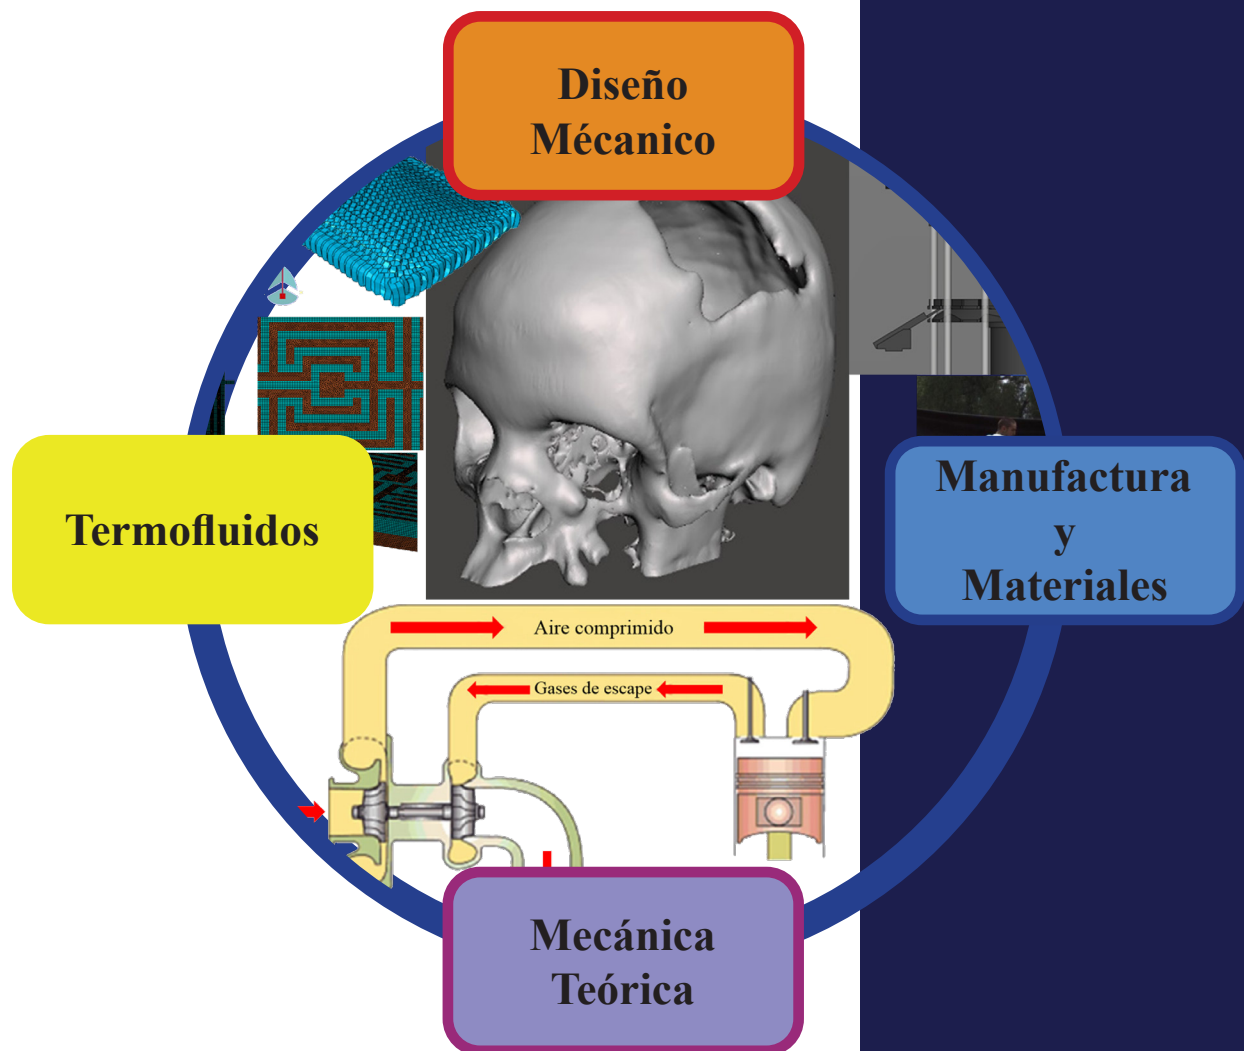 Diseño
Mécanico
Termofluidos
Manufactura
y
Materiales
Aire comprimido
Gases de escape
Mecánica
Teórica